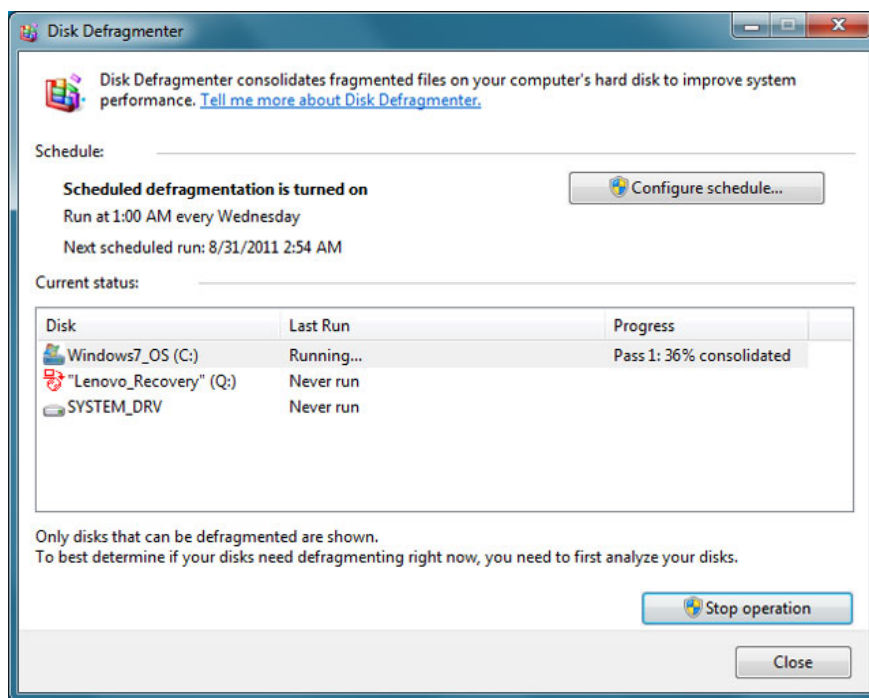 Disk Defragmenter
Disk Defragmenter consolidates fragmented files on your computer's hard disk to improve system
performance. Tell me more about Disk Defragmenter.
Schedule:
Scheduled defragmentation is turned on
Configure schedule...
Run at 1:00 AM every Wednesday
Next scheduled run: 8/31/2011 2:54 AM
Current status:
Disk Last Run Progress
Windows7_OS (C:) Running... Pass 1: 36% consolidated
"Lenovo_Recovery" (Q:) Never run
SYSTEM_DRV Never run
Only disks that can be defragmented are shown.
To best determine if your disks need defragmenting right now, you need to first analyze your disks.
Stop operation
Close